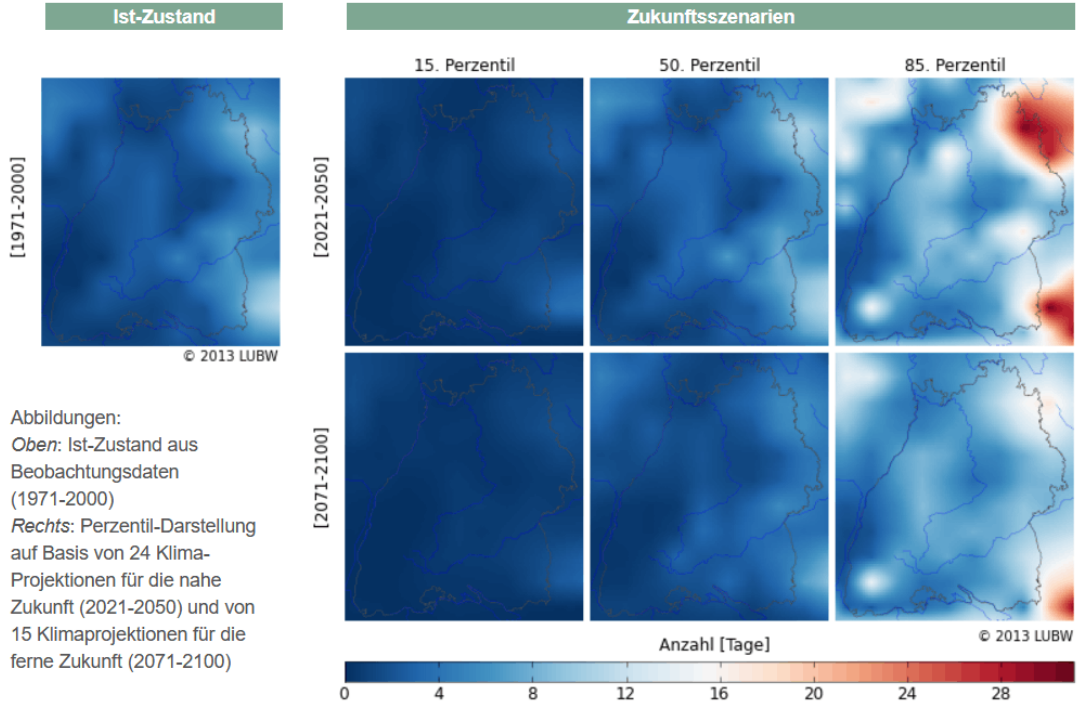 Ist-Zustand
Zukunftsszenarien
15. Perzentil
50. Perzentil
85. Perzentil
[1971-2000]
[2021-2050]
© 2013 LUBW
[2071-2100]
Abbildungen:
Oben: Ist-Zustand aus
Beobachtungsdaten
(1971-2000)
Rechts: Perzentil-Darstellung
auf Basis von 24 Klima-
Projektionen für die nahe
Zukunft (2021-2050) und von
15 Klimaprojektionen für die
ferne Zukunft (2071-2100)
© 2013 LUBW
Anzahl [Tage]
0 4 8 12 16 20 24 28